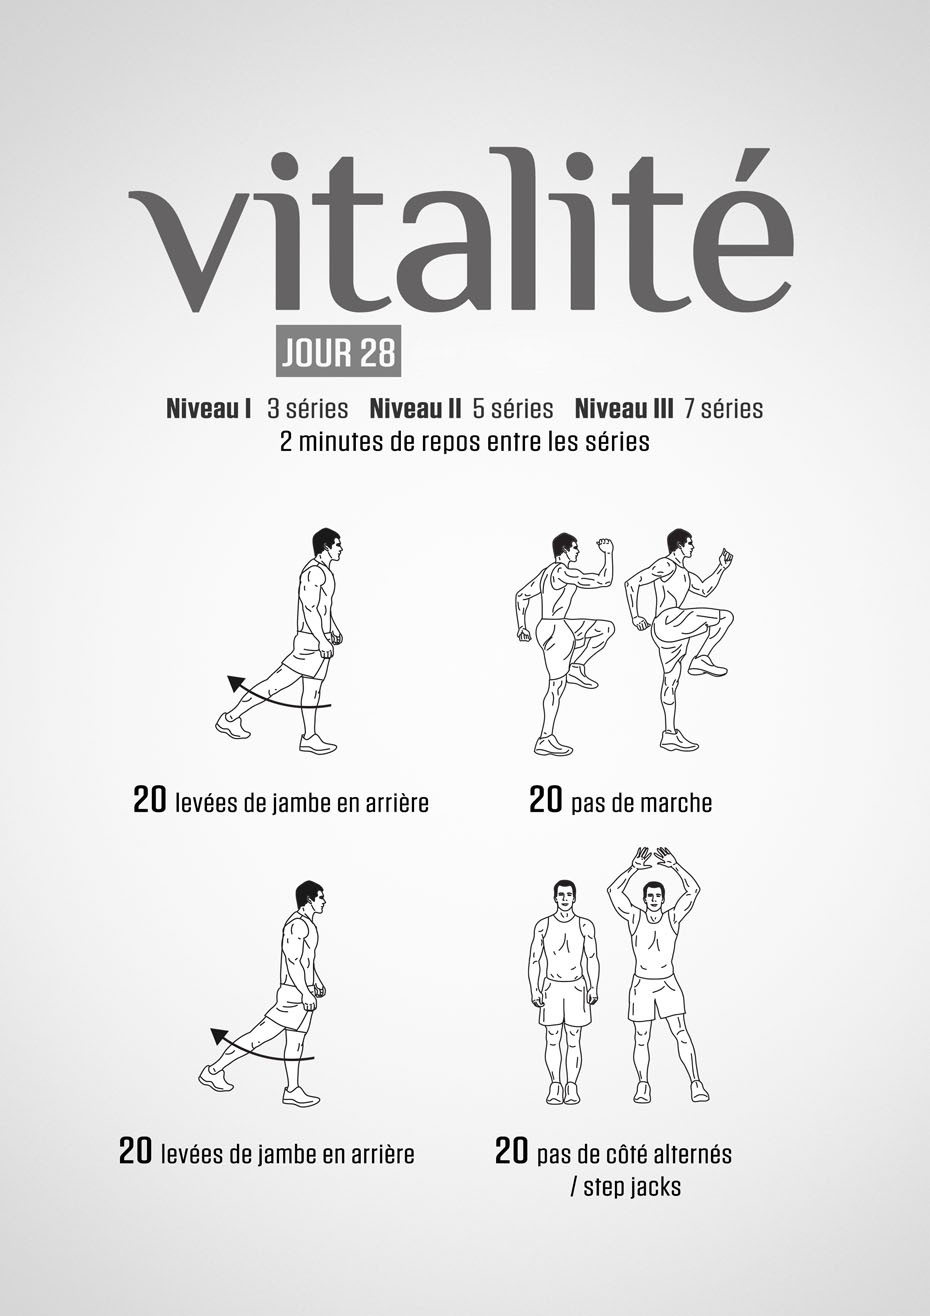 vitalité
JOUR 28
Niveau I 3 séries Niveau II 5 séries Niveau III 7 séries
2 minutes de repos entre les séries
20 levées de jambe en arrière
20 pas de marche
20 levées de jambe en arrière
20 pas de côté alternés
/ step jacks